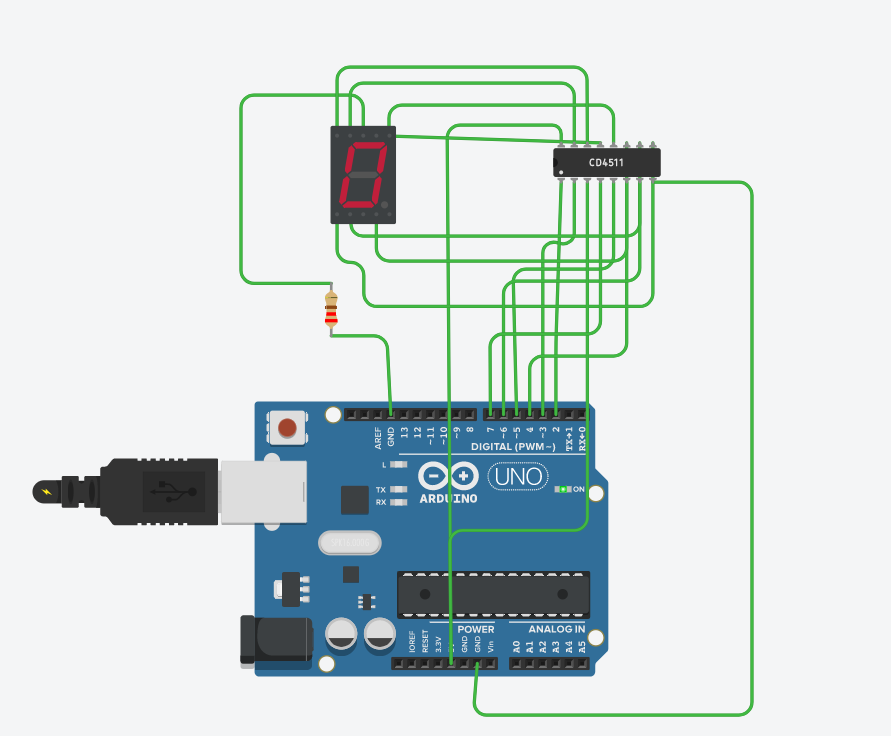 CD4511
AREF
GND
13
12
~11
~10
~9
8
7
~6
~5
4
~3
2
TX→1
RX←0
DIGITAL (PWM~)
L
TX
RX
ARDUINO
UNO
ON
POWER
ANALOG IN
IOREF
RESET
3.3V
GND
GND
Vin
A0
A1
A2
A3
A4
A5